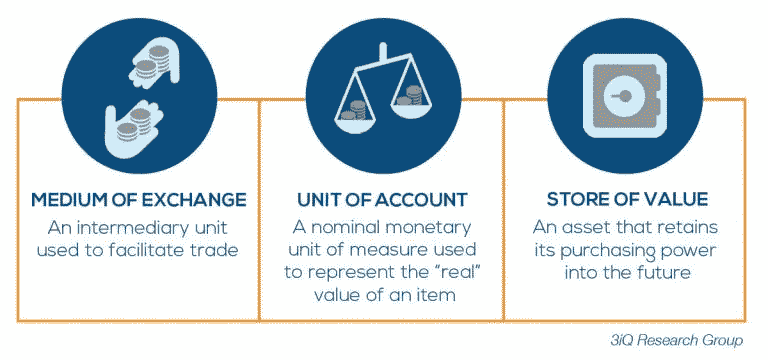 MEDIUM OF EXCHANGE
An intermediary unit
used to facilitate trade
UNIT OF ACCOUNT
A nominal monetary
unit of measure used
to represent the “real”
value of an item
STORE OF VALUE
An asset that retains
its purchasing power
into the future
3iQ Research Group